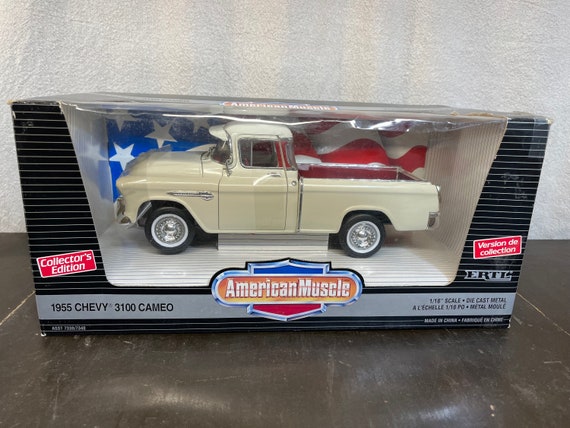 AmericanMuscle
Collector's
Edition
1955 CHEVY® 3100 CAMEO
AmericanMuscle
Version de
collection
ERTL
1/18" SCALE • DIE CAST METAL
A L'ÉCHELLE 1/18 PO • MÉTAL MOULÉ
MADE IN CHINA • FABRIQUÉ EN CHINE